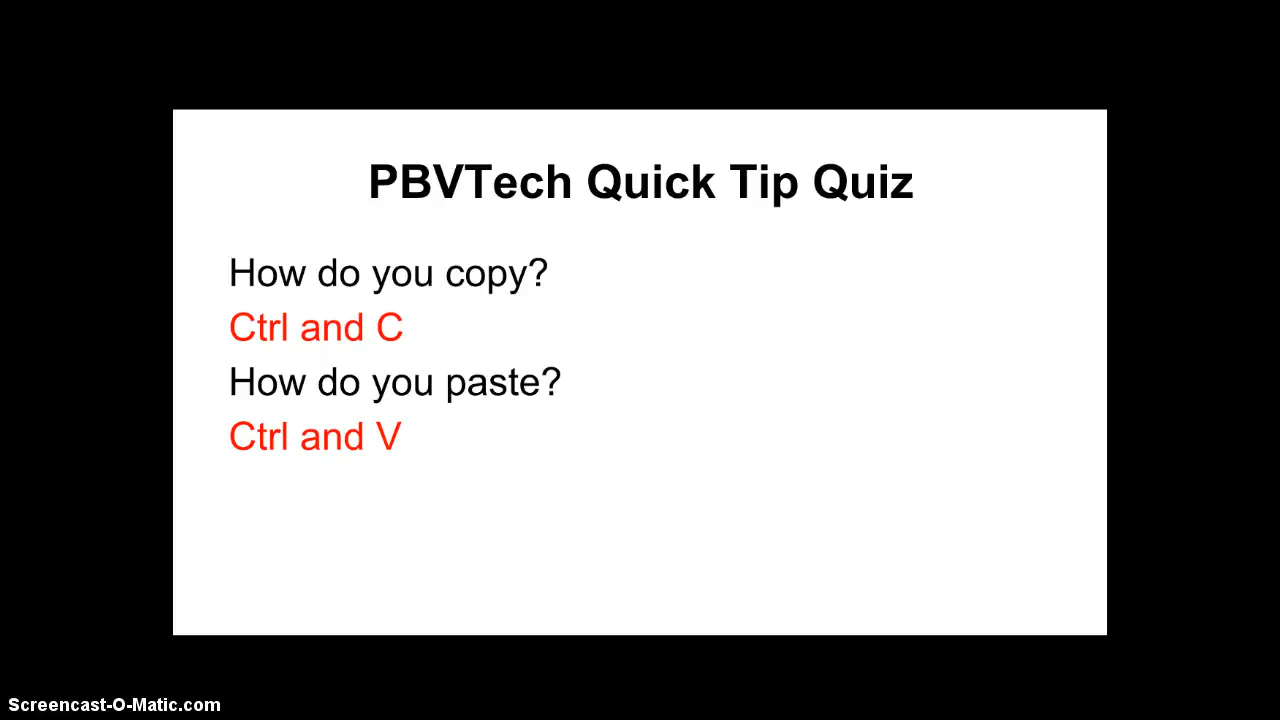 PBVTech Quick Tip Quiz
How do you copy?
Ctrl and C
How do you paste?
Ctrl and V
Screencast-O-Matic.com